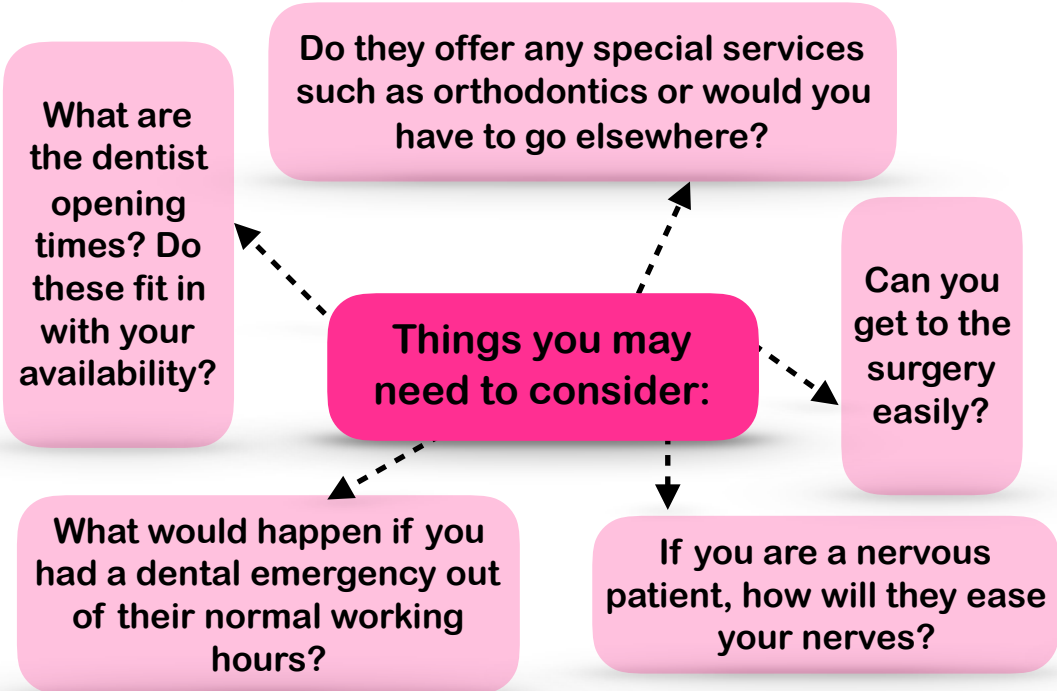 Do they offer any special services
such as orthodontics or would you
have to go elsewhere?
What are
the dentist
opening
times? Do
these fit in
with your
availability?
Things you may
need to consider:
Can you
get to the
surgery
easily?
What would happen if you
had a dental emergency out
of their normal working
hours?
If you are a nervous
patient, how will they ease
your nerves?